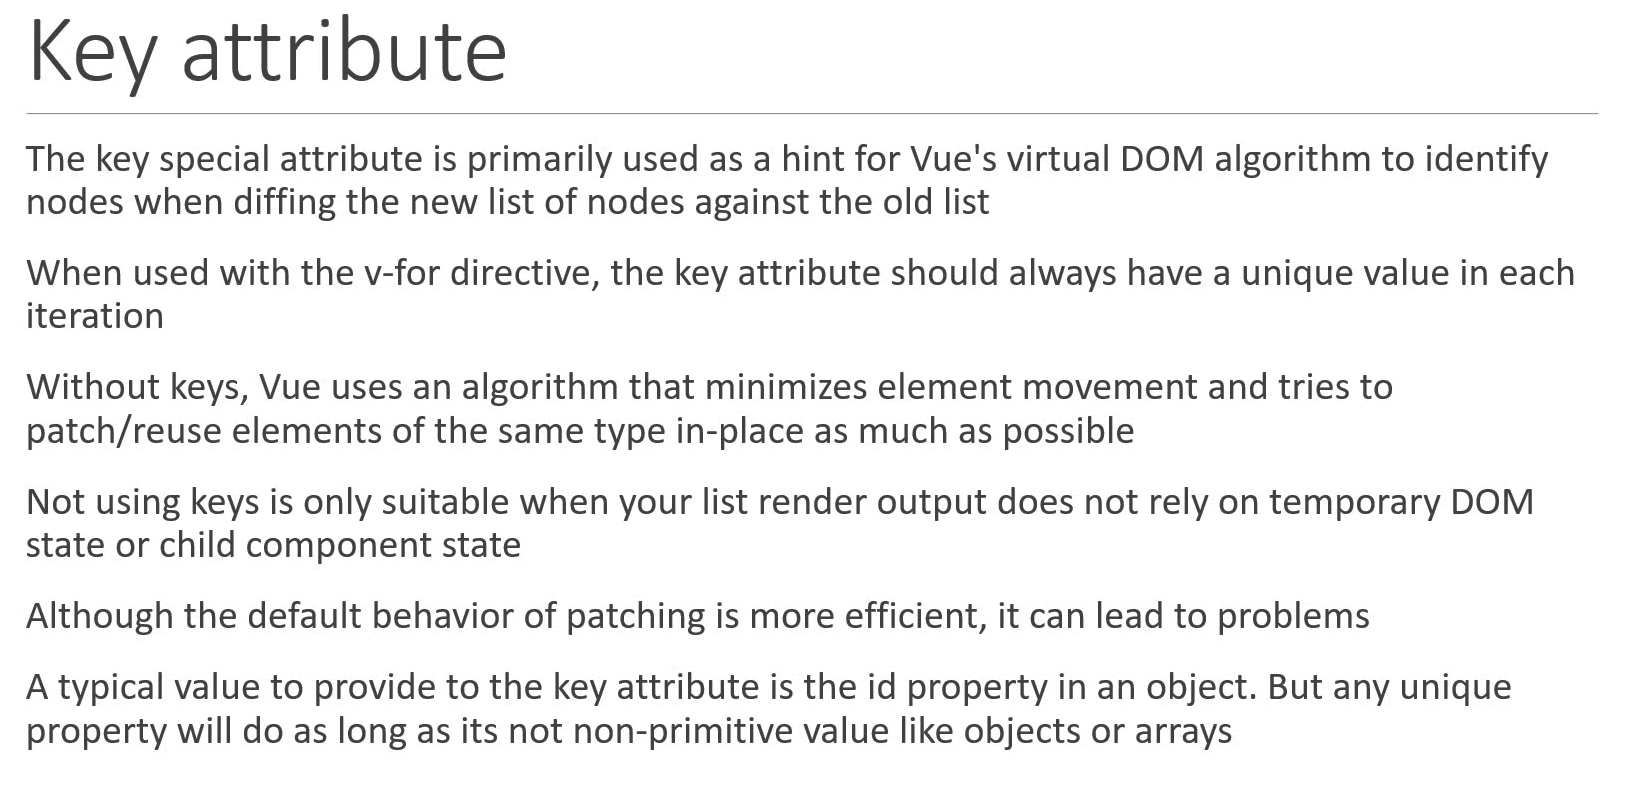 Key attribute
The key special attribute is primarily used as a hint for Vue's virtual DOM algorithm to identify
nodes when diffing the new list of nodes against the old list
When used with the v-for directive, the key attribute should always have a unique value in each
iteration
Without keys, Vue uses an algorithm that minimizes element movement and tries to
patch/reuse elements of the same type in-place as much as possible
Not using keys is only suitable when your list render output does not rely on temporary DOM
state or child component state
Although the default behavior of patching is more efficient, it can lead to problems
A typical value to provide to the key attribute is the id property in an object. But any unique
property will do as long as its not non-primitive value like objects or arrays